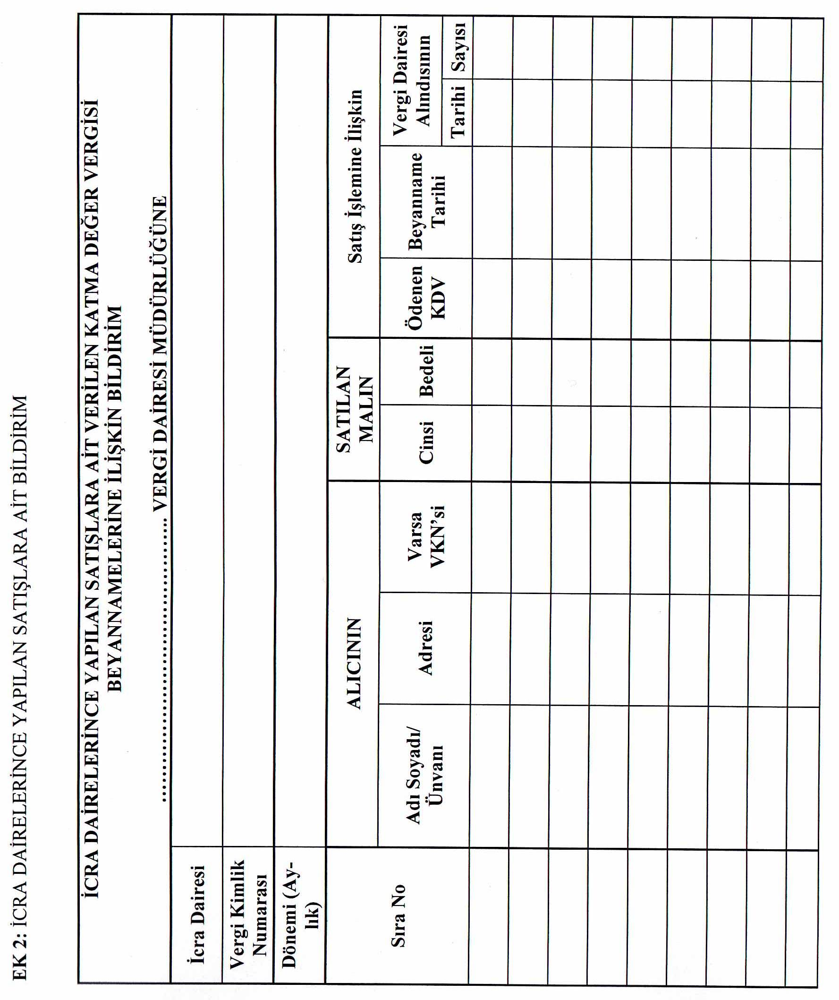 EK 2: İCRA DAİRELERİNCE YAPILAN SATIŞLARA AİT BİLDİRİM
İCRA DAİRELERİNCE YAPILAN SATIŞLARA AİT VERİLEN KATMA DEĞER VERGİSİ
BEYANNAMELERİNE İLİŞKİN BİLDİRİM
............................................................ VERGİ DAİRESİ MÜDÜRLÜĞÜNE
İcra Dairesi
Vergi Kimlik
Numarası
Dönemi (Ay-
lık)
Sıra No
ALICININ
SATILAN
MALIN
Satış İşlemine İlişkin
Adı Soyadı/
Ünvanı
Adresi
Varsa
VKN’si
Cinsi
Bedeli
Ödenen
KDV
Beyanname
Tarihi
Vergi Dairesi
Alındısının
Tarihi
Sayısı